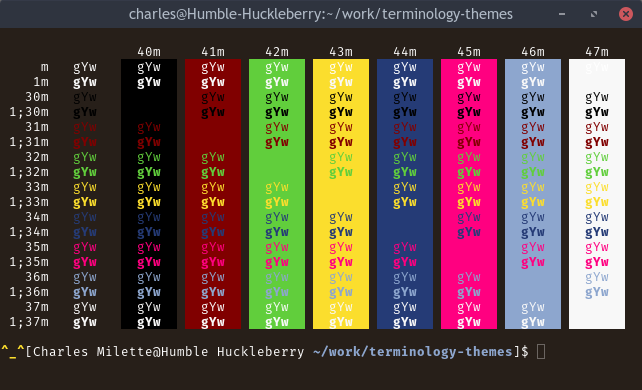 charles@Humble-Huckleberry:~/work/terminology-themes
40m 41m 42m 43m 44m 45m 46m 47m
m gYw gYw gYw gYw gYw gYw gYw gYw
1m gYw gYw gYw gYw gYw gYw gYw gYw
30m gYw gYw gYw gYw gYw gYw gYw gYw
1;30m gYw gYw gYw gYw gYw gYw gYw gYw
31m gYw gYw gYw gYw gYw gYw gYw gYw
1;31m gYw gYw gYw gYw gYw gYw gYw gYw
32m gYw gYw gYw gYw gYw gYw gYw gYw
1;32m gYw gYw gYw gYw gYw gYw gYw gYw
33m gYw gYw gYw gYw gYw gYw gYw gYw
1;33m gYw gYw gYw gYw gYw gYw gYw gYw
34m gYw gYw gYw gYw gYw gYw gYw gYw
1;34m gYw gYw gYw gYw gYw gYw gYw gYw
35m gYw gYw gYw gYw gYw gYw gYw gYw
1;35m gYw gYw gYw gYw gYw gYw gYw gYw
36m gYw gYw gYw gYw gYw gYw gYw gYw
1;36m gYw gYw gYw gYw gYw gYw gYw gYw
37m gYw gYw gYw gYw gYw gYw gYw gYw
1;37m gYw gYw gYw gYw gYw gYw gYw gYw
^_^[Charles Milette@Humble Huckleberry ~/work/terminology-themes]$